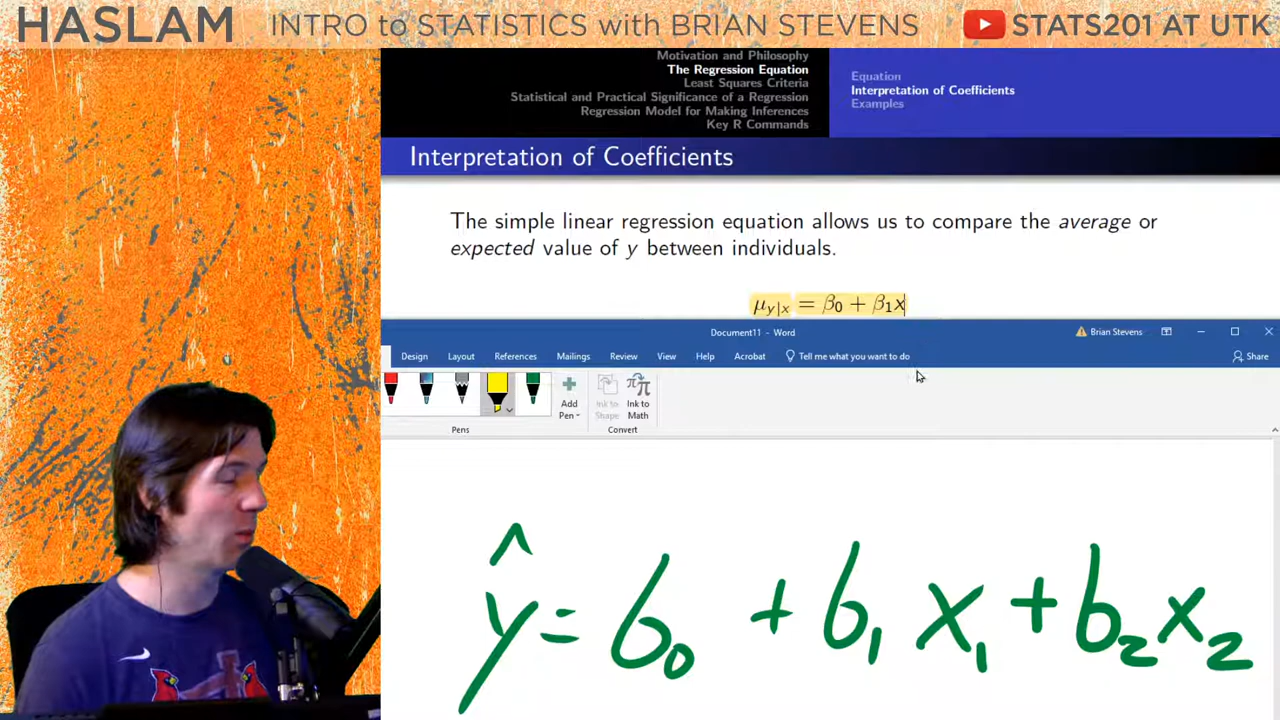 HASLAM INTRO to STATISTICS with BRIAN STEVENS STATS201 AT UTK
Motivation and Philosophy
The Regression Equation
Least Squares Criteria
Statistical and Practical Significance of a Regression
Regression Model for Making Inferences
Key R Commands
Equation
Interpretation of Coefficients
Examples
Interpretation of Coefficients
The simple linear regression equation allows us to compare the average or
expected value of y between individuals.
μ_{y|x} = β₀ + β₁x
Document11 - Word
Brian Stevens
Design Layout References Mailings Review View Help Acrobat Tell me what you want to do Share
Add Pen
Ink to Shape
Ink to Math
Pens
Convert
ŷ = b₀ + b₁x₁ + b₂x₂